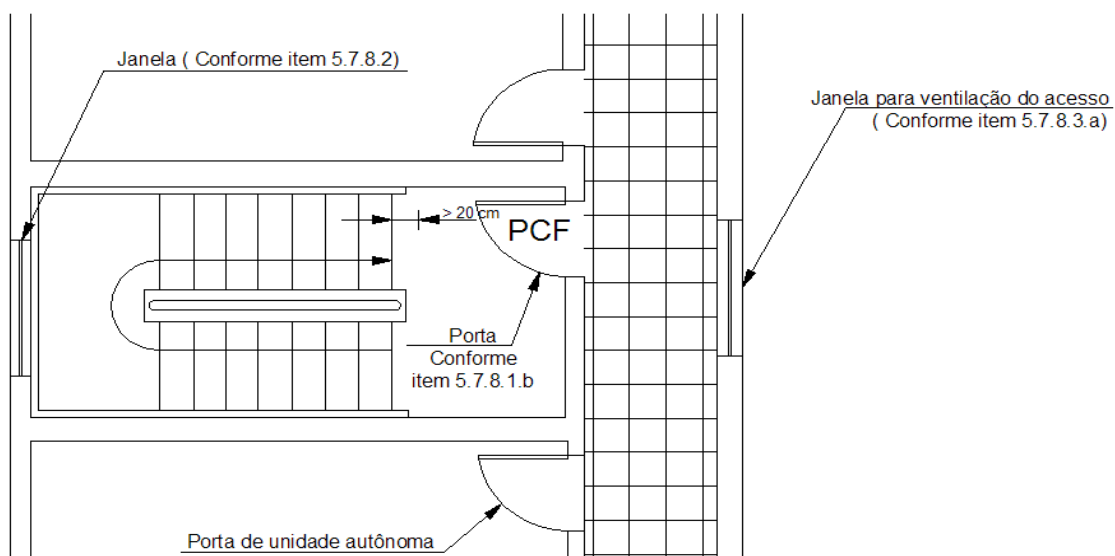 Janela ( Conforme item 5.7.8.2)
Janela para ventilação do acesso
( Conforme item 5.7.8.3.a)
> 20 cm
PCF
Porta
Conforme
item 5.7.8.1.b
Porta de unidade autônoma